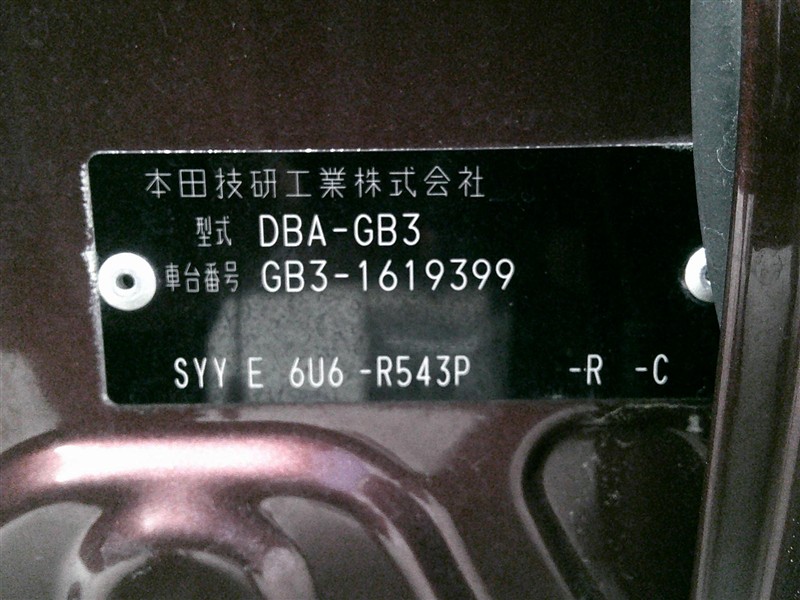 本田技研工業株式会社
型式 DBA-GB3
車台番号 GB3-1619399
SYY E 6U6 -R543P -R -C